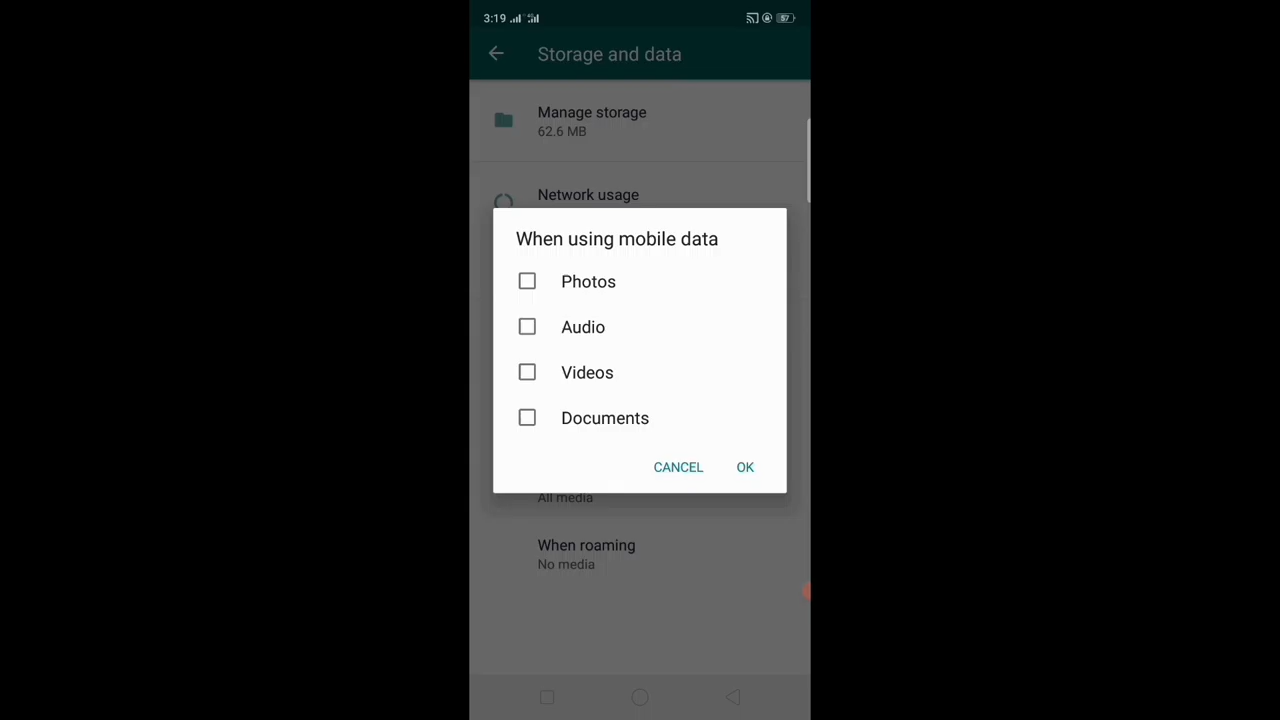 3:19
57
Storage and data
Manage storage
62.6 MB
Network usage
When using mobile data
Photos
Audio
Videos
Documents
CANCEL OK
All media
When roaming
No media